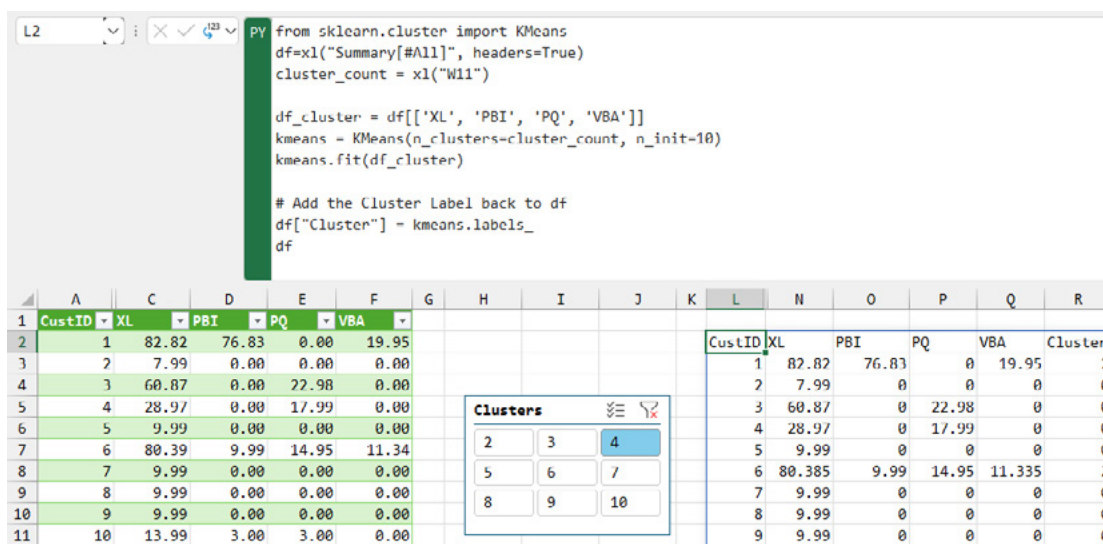 L2
123
PY
from sklearn.cluster import KMeans
df=xl("Summary[#All]", headers=True)
cluster_count = xl("W11")
df_cluster = df[['XL', 'PBI', 'PQ', 'VBA']]
kmeans = KMeans(n_clusters=cluster_count, n_init=10)
kmeans.fit(df_cluster)
# Add the Cluster Label back to df
df["Cluster"] = kmeans.labels_
df
A C D E F G H I J K L N O P Q R
1 CustID XL PBI PQ VBA
2 1 82.82 76.83 0.00 19.95 CustID XL PBI PQ VBA Cluster
3 2 7.99 0.00 0.00 0.00 1 82.82 76.83 0 19.95
4 3 60.87 0.00 22.98 0.00 2 7.99 0 0 0
5 4 28.97 0.00 17.99 0.00 Clusters 3 60.87 0 22.98 0
6 5 9.99 0.00 0.00 0.00 2 3 4 4 28.97 0 17.99 0
7 6 80.39 9.99 14.95 11.34 5 9.99 0 0 0
8 7 9.99 0.00 0.00 0.00 5 6 7 6 80.385 9.99 14.95 11.335
9 8 9.99 0.00 0.00 0.00 8 9 10 7 9.99 0 0 0
10 9 9.99 0.00 0.00 0.00 8 9.99 0 0 0
11 10 13.99 3.00 3.00 0.00 9 9.99 0 0 0